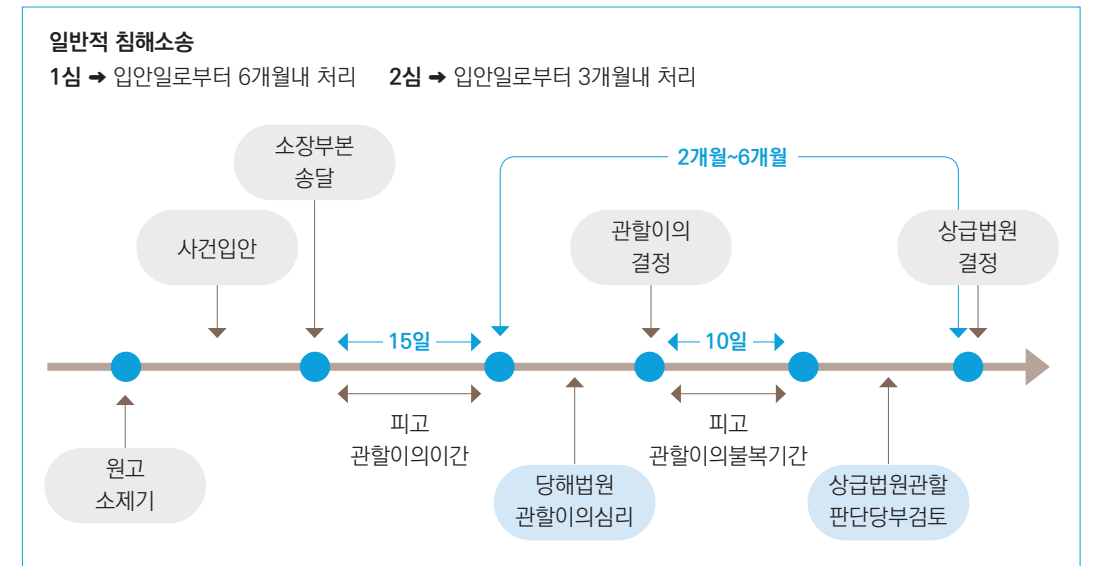 일반적 침해소송
1심 ➜ 입안일로부터 6개월내 처리 2심 ➜ 입안일로부터 3개월내 처리
소장부본
송달
2개월~6개월
사건입안
관할이의
결정
상급법원
결정
15일
10일
피고
관할이의이간
피고
관할이의불복기간
원고
소제기
당해법원
관할이의심리
상급법원관할
판단당부검토